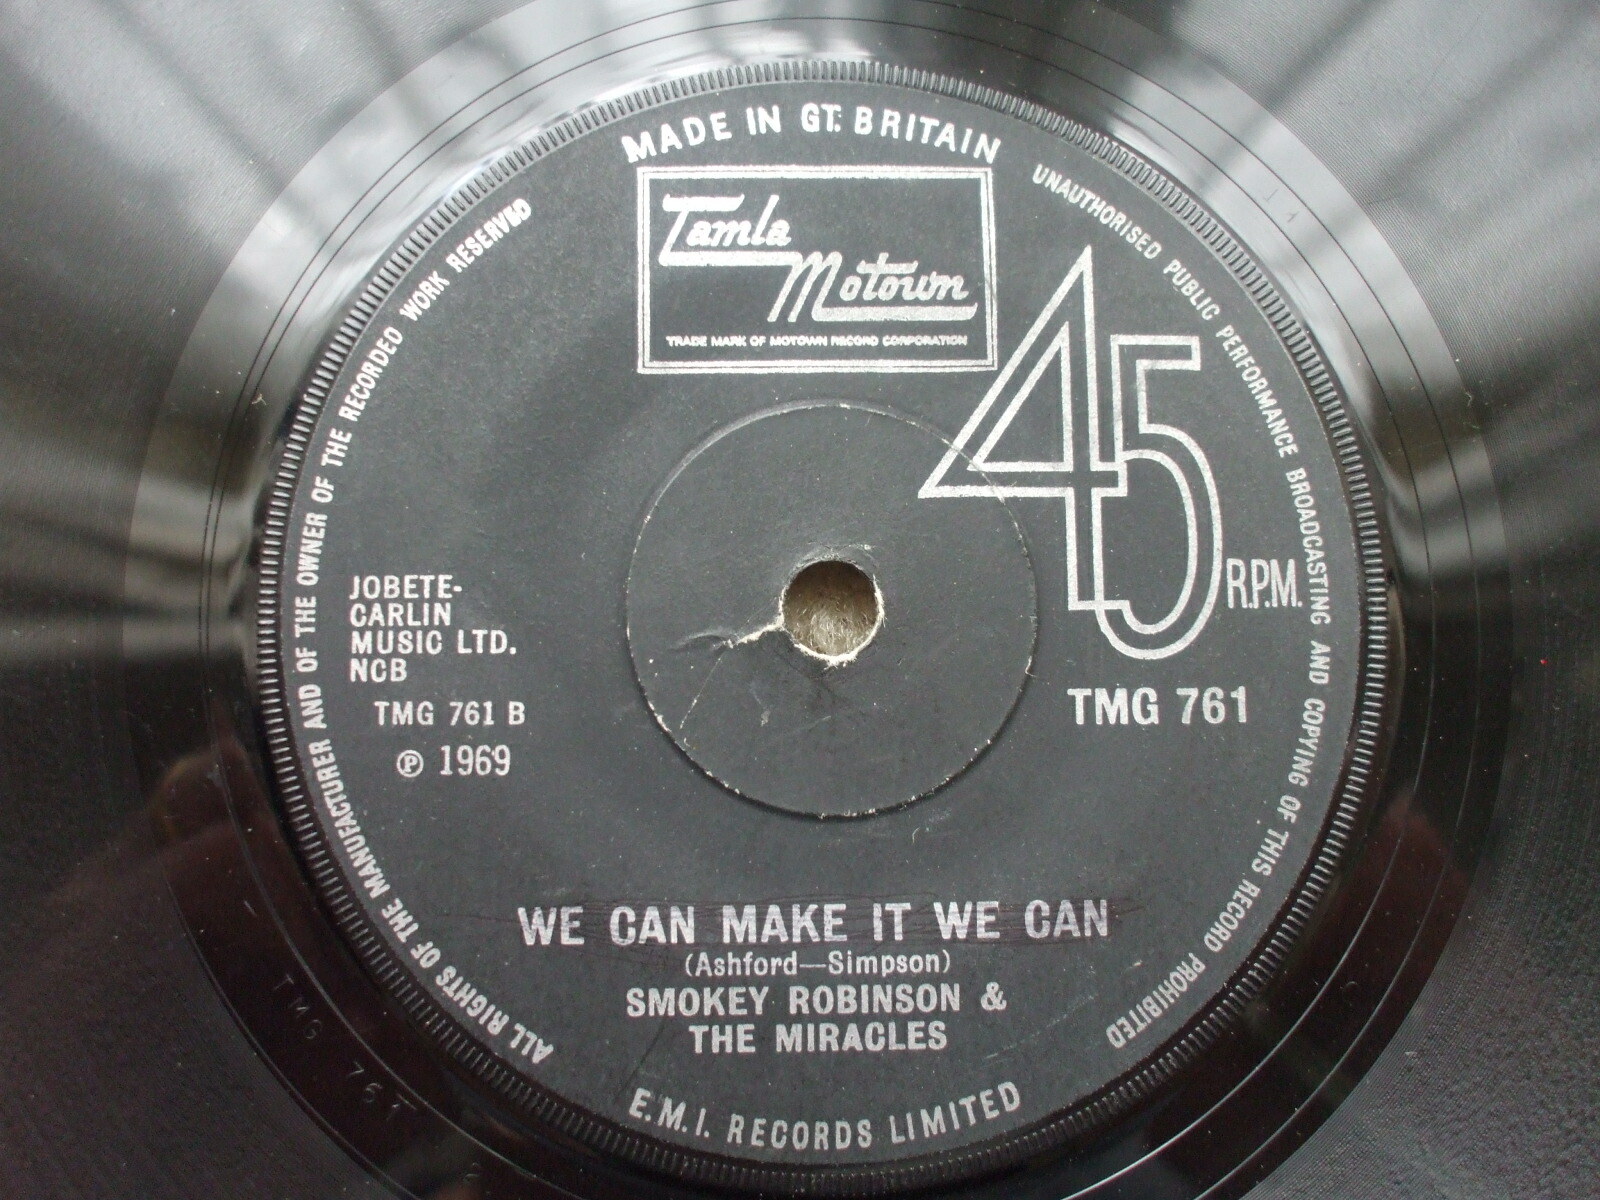 MADE IN GT. BRITAIN
Tamla
Motown
TRADE MARK OF MOTOWN RECORD CORPORATION
45
R.P.M.
UNAUTHORISED PUBLIC PERFORMANCE BROADCASTING AND COPYING OF THIS RECORD PROHIBITED
ALL RIGHTS OF THE MANUFACTURER AND OF THE OWNER OF THE RECORDED WORK RESERVED
JOBETE-
CARLIN
MUSIC LTD.
NCB
TMG 761 B
℗ 1969
TMG 761
WE CAN MAKE IT WE CAN
(Ashford—Simpson)
SMOKEY ROBINSON &
THE MIRACLES
E.M.I. RECORDS LIMITED
TMG 761